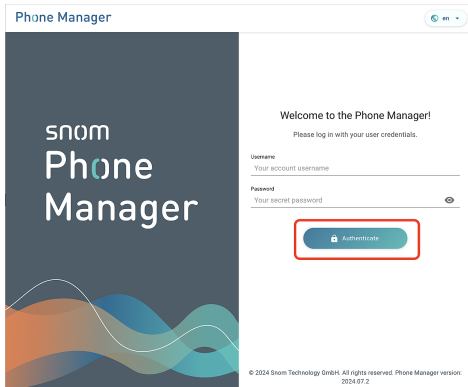 Phone Manager
en
snom
Phone
Manager
Welcome to the Phone Manager!
Please log in with your user credentials.
Username
Your account username
Password
Your secret password
Authenticate
© 2024 Snom Technology GmbH. All rights reserved. Phone Manager version:
2024.07.2